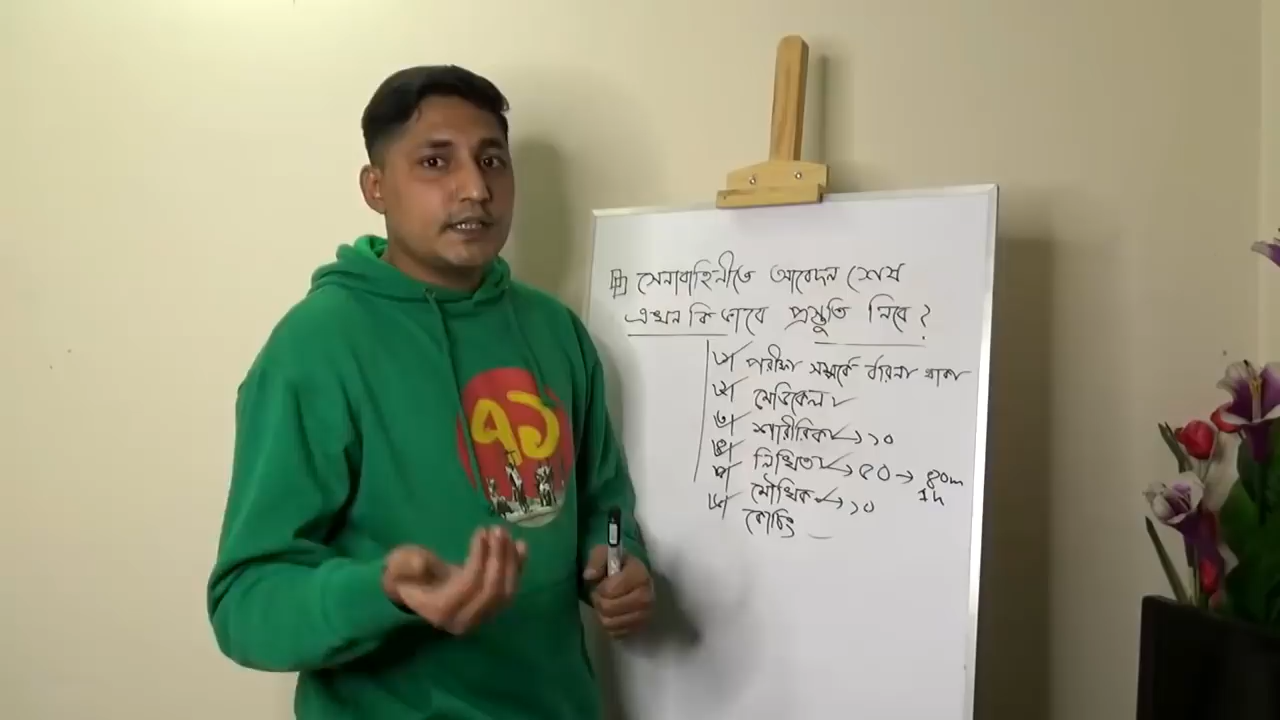 ৭১
সেনাবাহিনীতে আবেদন শেষ
এখন কি ভাবে প্রস্তুতি নিবে?
১। পরীক্ষা সম্পর্কে ধারনা থাকা
২। মেডিকেল
৩। শারীরিক → ১০
৪। লিখিত → ৫০ → ৪০m
1h
৫। মৌখিক → ১০
৬। কোচিং